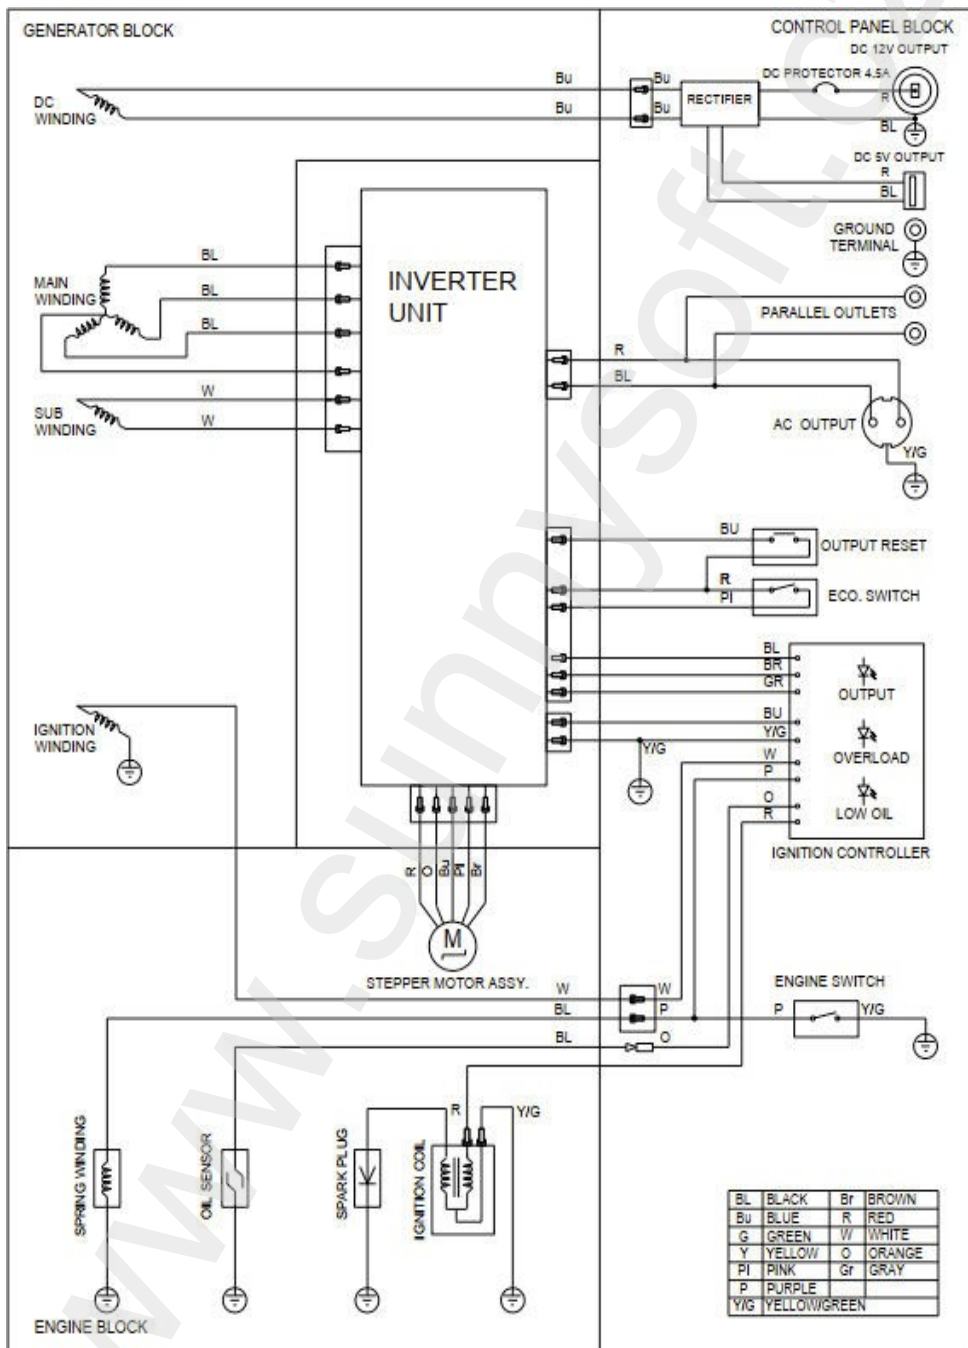 GENERATOR BLOCK
CONTROL PANEL BLOCK
DC 12V OUTPUT
DC PROTECTOR 4.5A
DC
WINDING
Bu
Bu
Bu
Bu
RECTIFIER
R
BL
DC 5V OUTPUT
R
BL
GROUND
TERMINAL
PARALLEL OUTLETS
INVERTER
UNIT
MAIN
WINDING
BL
BL
BL
SUB
WINDING
W
W
R
BL
AC OUTPUT
Y/G
BU
OUTPUT RESET
R
PI
ECO. SWITCH
BL
BR
GR
BU
Y/G
W
P
O
R
OUTPUT
OVERLOAD
LOW OIL
IGNITION CONTROLLER
Y/G
IGNITION
WINDING
R
O
Bu
PI
Br
M
STEPPER MOTOR ASSY.
W
BL
BL
W
P
O
ENGINE SWITCH
P
Y/G
R
Y/G
SPRING WINDING
OIL SENSOR
SPARK PLUG
IGNITION COIL
ENGINE BLOCK
BL BLACK Br BROWN
Bu BLUE R RED
G GREEN W WHITE
Y YELLOW O ORANGE
PI PINK Gr GRAY
P PURPLE
Y/G YELLOW/GREEN